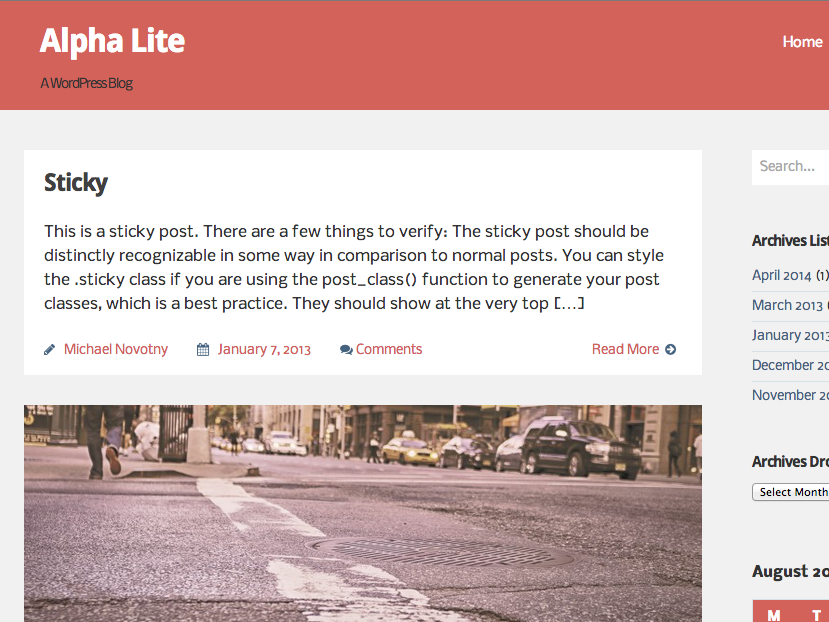 Alpha Lite
Home
A WordPress Blog
Sticky
This is a sticky post. There are a few things to verify: The sticky post should be
distinctly recognizable in some way in comparison to normal posts. You can style
the .sticky class if you are using the post_class() function to generate your post
classes, which is a best practice. They should show at the very top […]
Michael Novotny
January 7, 2013
Comments
Read More
Search...
Archives List
April 2014 (1)
March 2013 (
January 2013
December 20
November 20
Archives Dro
Select Month
August 20
M T